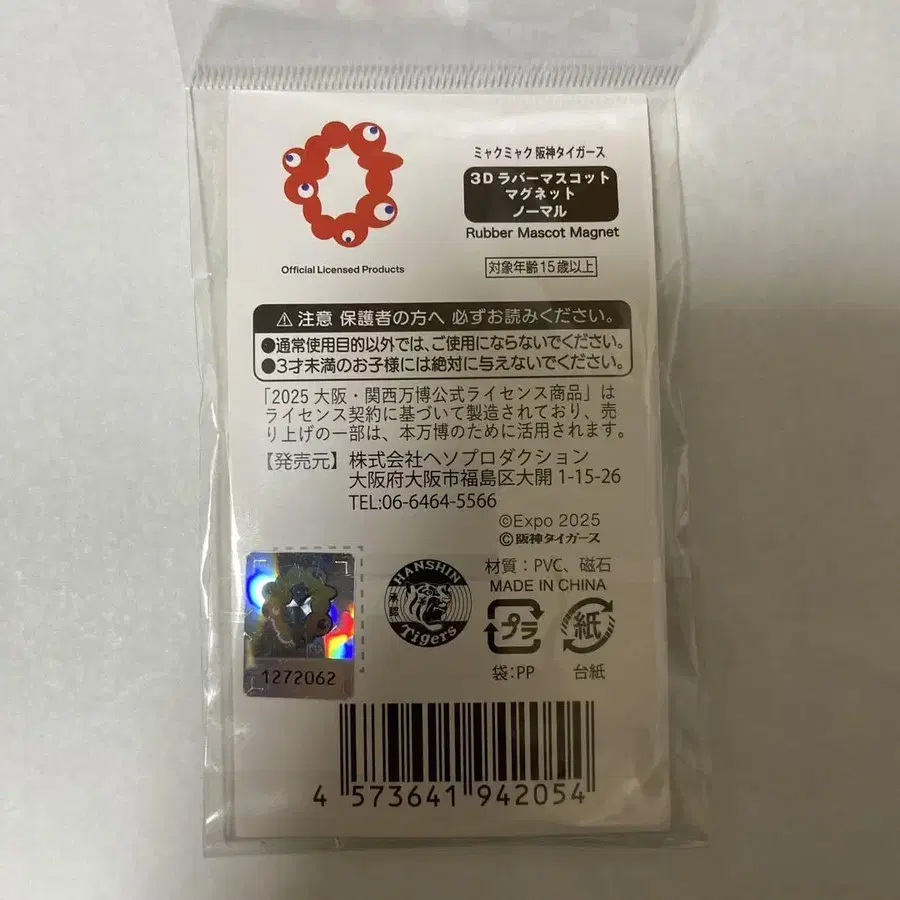 ミャクミャク 阪神タイガース
3Dラバーマスコット
マグネット
ノーマル
Rubber Mascot Magnet
Official Licensed Products
対象年齢15歳以上
⚠注意 保護者の方へ 必ずお読みください。
●通常使用目的以外では、ご使用にならないでください。
●3才未満のお子様には絶対に与えないでください。
「2025 大阪・関西万博公式ライセンス商品」は
ライセンス契約に基づいて製造されており、売
り上げの一部は、本万博のために活用されます。
【発売元】株式会社ヘソプロダクション
大阪府大阪市福島区大開 1-15-26
TEL:06-6464-5566
©Expo 2025
©阪神タイガース
材質:PVC、磁石
MADE IN CHINA
HANSHIN
承認
Tigers
プラ
紙
袋:PP
台紙
1272062
4 573641 942054